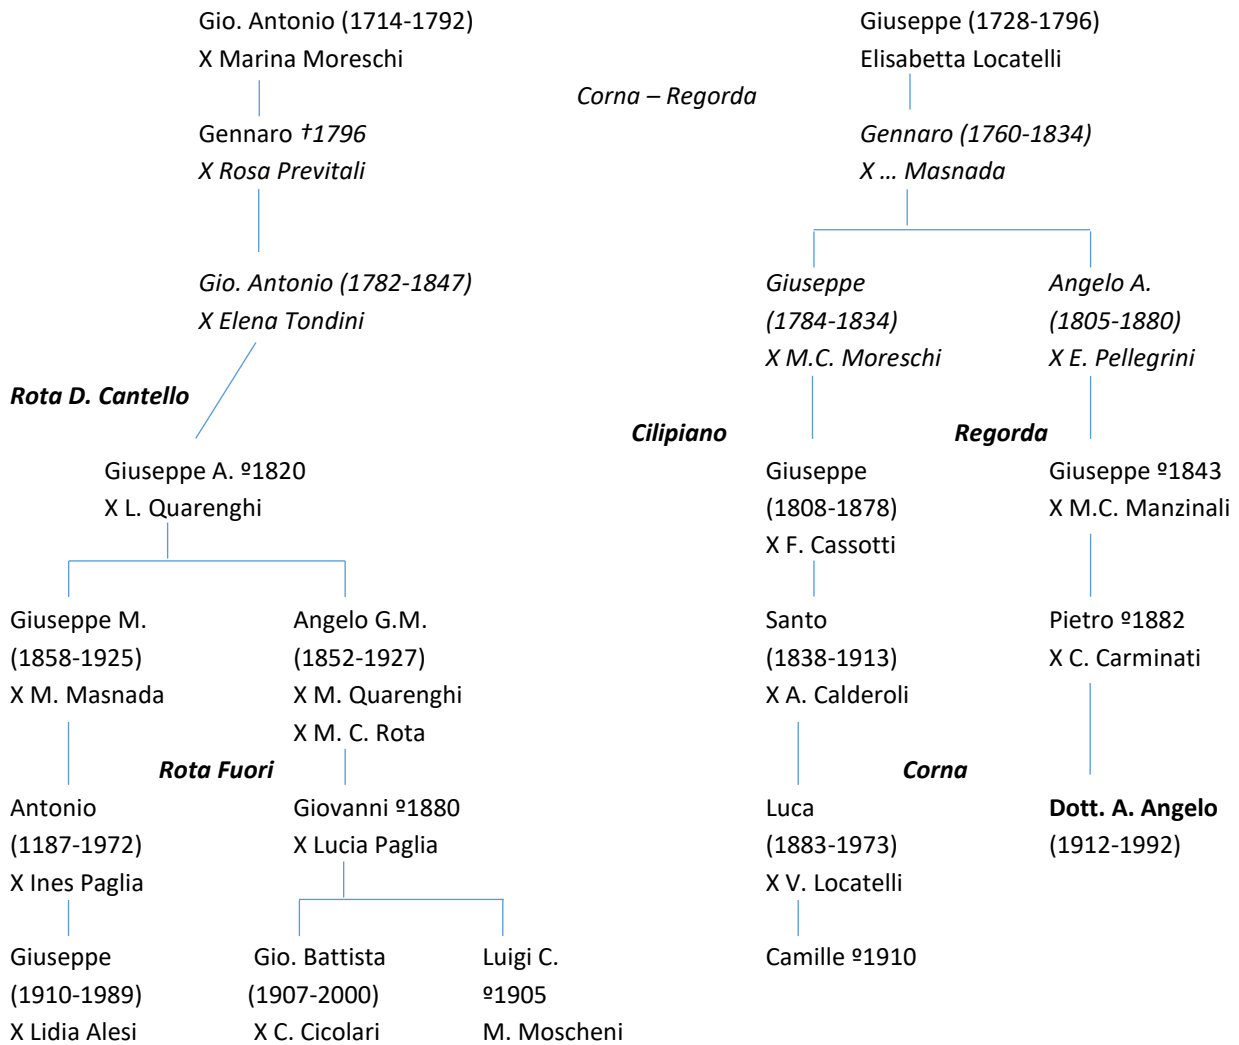 Gio. Antonio (1714-1792)
X Marina Moreschi
Giuseppe (1728-1796)
Elisabetta Locatelli
Corna – Regorda
Gennaro †1796
X Rosa Previtali
Gennaro (1760-1834)
X ... Masnada
Gio. Antonio (1782-1847)
X Elena Tondini
Giuseppe
(1784-1834)
X M.C. Moreschi
Angelo A.
(1805-1880)
X E. Pellegrini
Rota D. Cantello
Cilipiano
Regorda
Giuseppe A. º1820
X L. Quarenghi
Giuseppe
(1808-1878)
X F. Cassotti
Giuseppe º1843
X M.C. Manzinali
Giuseppe M.
(1858-1925)
X M. Masnada
Angelo G.M.
(1852-1927)
X M. Quarenghi
X M. C. Rota
Santo
(1838-1913)
X A. Calderoli
Pietro º1882
X C. Carminati
Rota Fuori
Corna
Antonio
(1187-1972)
X Ines Paglia
Giovanni º1880
X Lucia Paglia
Luca
(1883-1973)
X V. Locatelli
Dott. A. Angelo
(1912-1992)
Giuseppe
(1910-1989)
X Lidia Alesi
Gio. Battista
(1907-2000)
X C. Cicolari
Luigi C.
º1905
M. Moscheni
Camille º1910